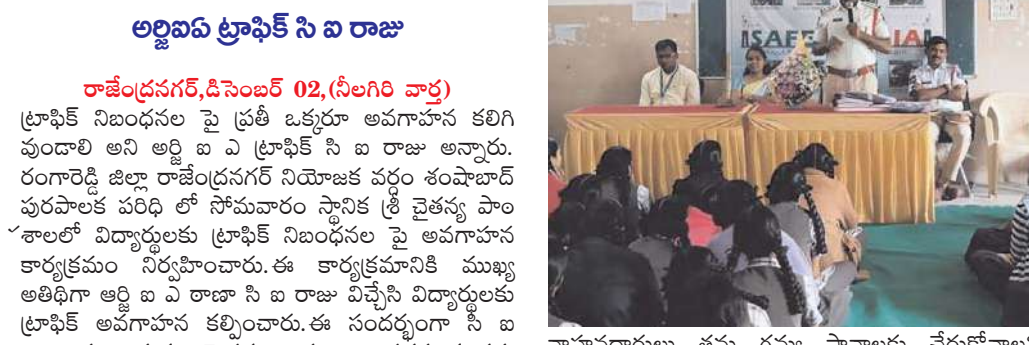 అర్జిఐఏ ట్రాఫిక్ సి ఐ రాజు
రాజేంద్రనగర్,డిసెంబర్ 02,(నీలగిరి వార్త)
ట్రాఫిక్ నిబంధనల పై ప్రతీ ఒక్కరూ అవగాహన కలిగి
వుండాలి అని అర్జి ఐ ఎ ట్రాఫిక్ సి ఐ రాజు అన్నారు.
రంగారెడ్డి జిల్లా రాజేంద్రనగర్ నియోజక వర్గం శంషాబాద్
పురపాలక పరిధి లో సోమవారం స్థానిక శ్రీ చైతన్య పాఠ
శాలలో విద్యార్థులకు ట్రాఫిక్ నిబంధనల పై అవగాహన
కార్యక్రమం నిర్వహించారు.ఈ కార్యక్రమానికి ముఖ్య
అతిథిగా ఆర్జి ఐ ఎ ఠాణా సి ఐ రాజు విచ్చేసి విద్యార్థులకు
ట్రాఫిక్ అవగాహన కల్పించారు.ఈ సందర్భంగా సి ఐ
SAFE